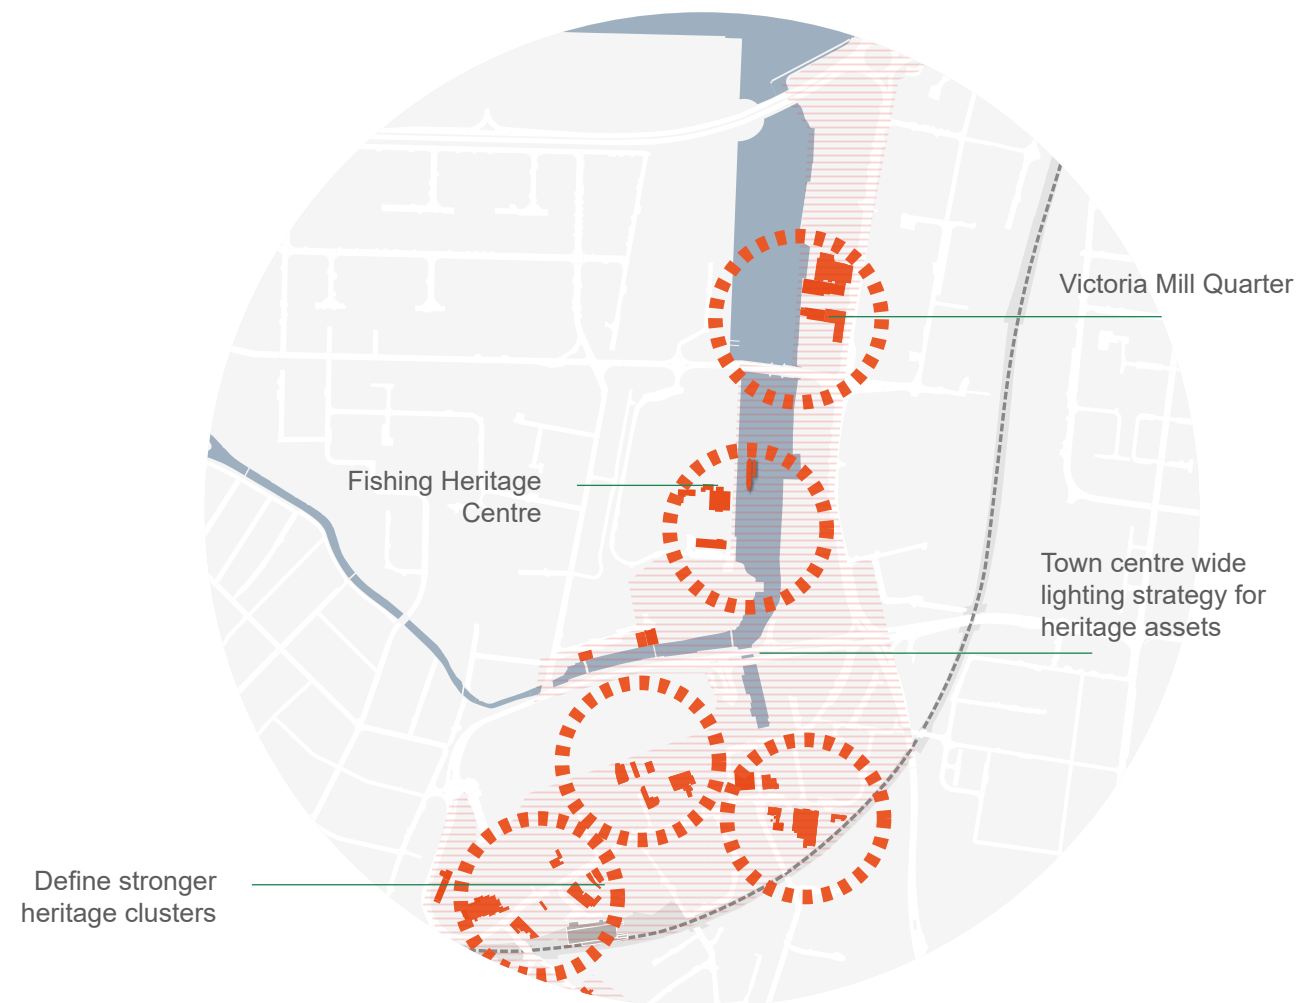 Victoria Mill Quarter
Fishing Heritage
Centre
Town centre wide
lighting strategy for
heritage assets
Define stronger
heritage clusters